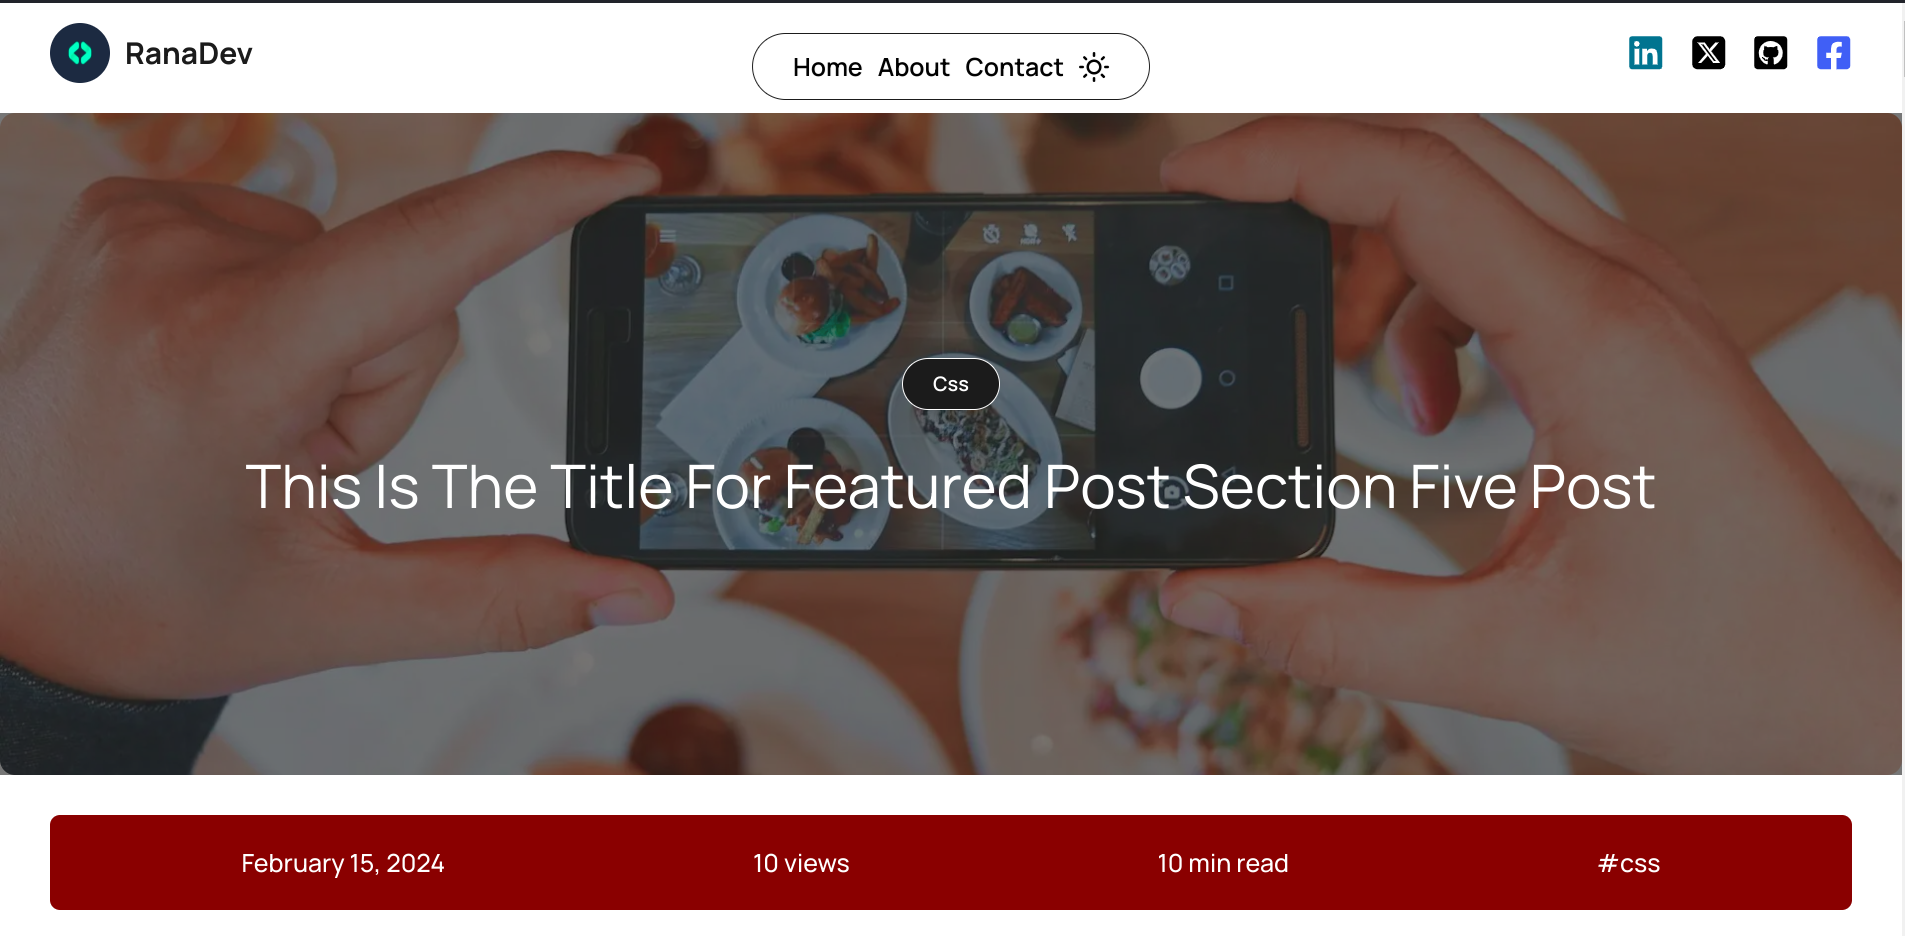 RanaDev
Home About Contact
Css
This Is The Title For Featured Post Section Five Post
February 15, 2024
10 views
10 min read
#css